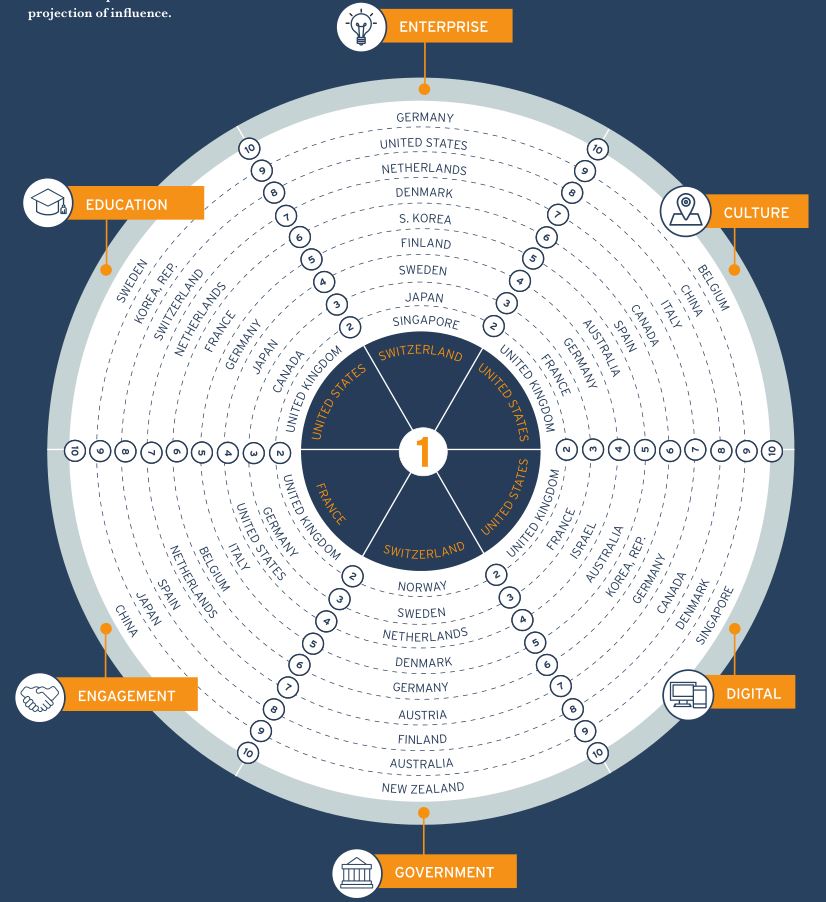 projection of influence.
ENTERPRISE
GERMANY
UNITED STATES
NETHERLANDS
DENMARK
S. KOREA
FINLAND
SWEDEN
JAPAN
SINGAPORE
SWITZERLAND
10
9
8
7
6
5
4
3
2
CULTURE
BELGIUM
CHINA
ITALY
CANADA
SPAIN
AUSTRALIA
GERMANY
FRANCE
UNITED KINGDOM
UNITED STATES
2
3
4
5
6
7
8
9
10
DIGITAL
UNITED STATES
UNITED KINGDOM
FRANCE
ISRAEL
AUSTRALIA
KOREA, REP.
GERMANY
CANADA
DENMARK
SINGAPORE
2
3
4
5
6
7
8
9
10
GOVERNMENT
SWITZERLAND
NORWAY
SWEDEN
NETHERLANDS
DENMARK
GERMANY
AUSTRIA
FINLAND
AUSTRALIA
NEW ZEALAND
2
3
4
5
6
7
8
9
10
ENGAGEMENT
FRANCE
UNITED KINGDOM
GERMANY
UNITED STATES
ITALY
BELGIUM
NETHERLANDS
SPAIN
JAPAN
CHINA
10
9
8
7
6
5
4
3
2
EDUCATION
SWEDEN
KOREA, REP
SWITZERLAND
NETHERLANDS
FRANCE
GERMANY
JAPAN
CANADA
UNITED KINGDOM
UNITED STATES
10
9
8
7
6
5
4
3
2
1